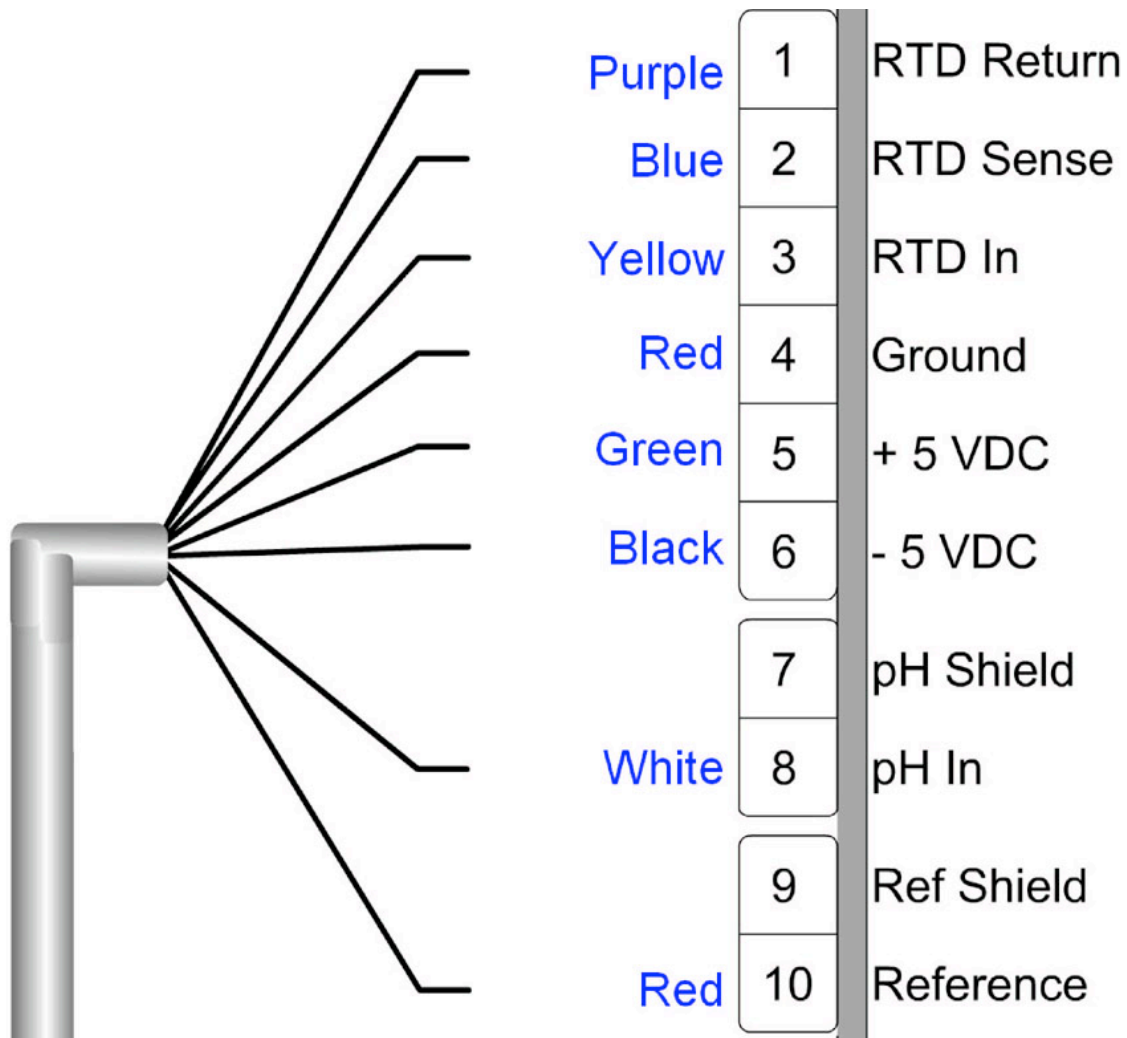 Purple 1 RTD Return
Blue 2 RTD Sense
Yellow 3 RTD In
Red 4 Ground
Green 5 + 5 VDC
Black 6 - 5 VDC
7 pH Shield
White 8 pH In
9 Ref Shield
Red 10 Reference